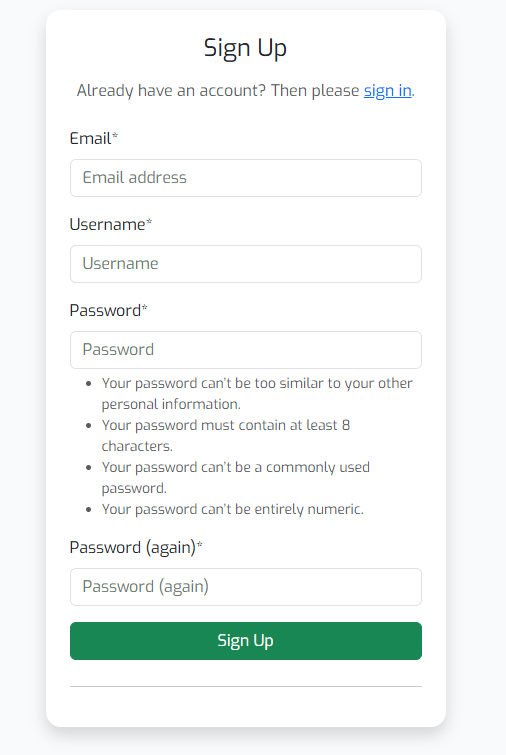 Sign Up
Already have an account? Then please sign in.
Email*
Email address
Username*
Username
Password*
Password
Your password can't be too similar to your other
personal information.
Your password must contain at least 8
characters.
Your password can't be a commonly used
password.
Your password can't be entirely numeric.
Password (again)*
Password (again)
Sign Up